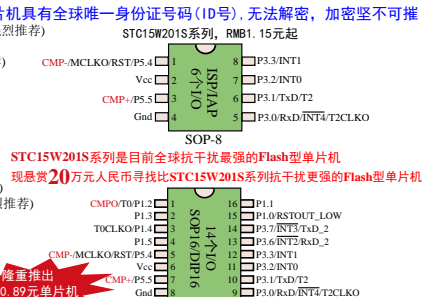 片机具有全球唯一身份证号码(ID号),无法解密，加密坚不可摧
烈推荐)
STC15W201S系列，RMB1.15元起
CMP-/MCLKO/RST/P5.4 1
8 P3.3/INT1
Vcc 2
7 P3.2/INT0
CMP+/P5.5 3
6 P3.1/TxD/T2
Gnd 4
5 P3.0/RxD/INT4/T2CLKO
ISP/IAP
6个I/O
SOP-8
STC15W201S系列是目前全球抗干扰最强的Flash型单片机
现悬赏20万元人民币寻找比STC15W201S系列抗干扰更强的Flash型单片机
推荐)
CMPO/T0/P1.2 1
16 P1.1
P1.3 2
15 P1.0/RSTOUT_LOW
T0CLKO/P1.4 3
14 P3.7/INT3/TxD_2
P1.5 4
13 P3.6/INT2/RxD_2
CMP-/MCLKO/RST/P5.4 5
12 P3.3/INT1
Vcc 6
11 P3.2/INT0
CMP+/P5.5 7
10 P3.1/TxD/T2
Gnd 8
9 P3.0/RxD/INT4/T2CLKO
14个I/O
SOP16/DIP16
隆重推出
0.89元单片机